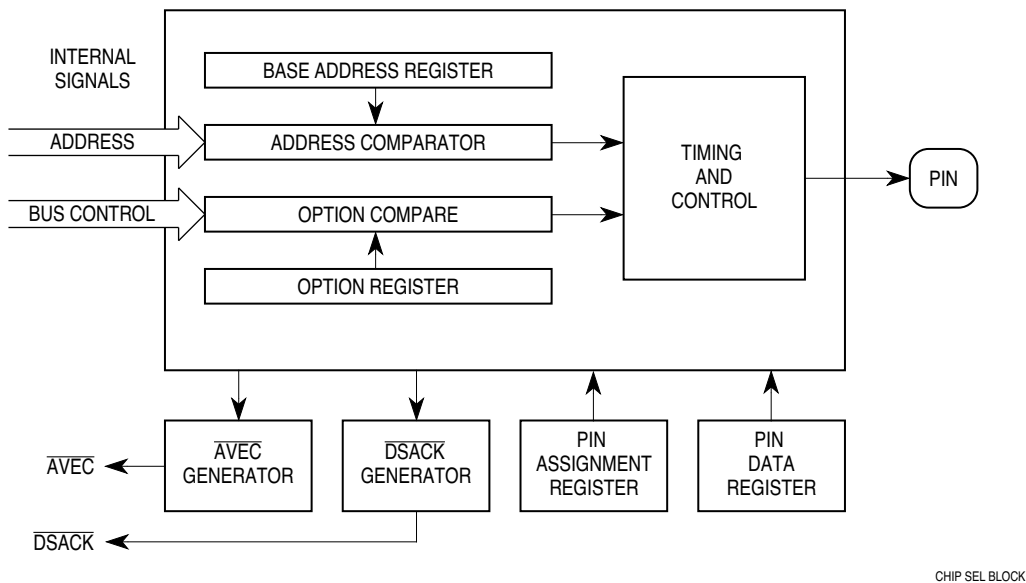 INTERNAL
SIGNALS
BASE ADDRESS REGISTER
ADDRESS
ADDRESS COMPARATOR
TIMING
AND
CONTROL
PIN
BUS CONTROL
OPTION COMPARE
OPTION REGISTER
AVEC
GENERATOR
DSACK
GENERATOR
PIN
ASSIGNMENT
REGISTER
PIN
DATA
REGISTER
AVEC
DSACK
CHIP SEL BLOCK